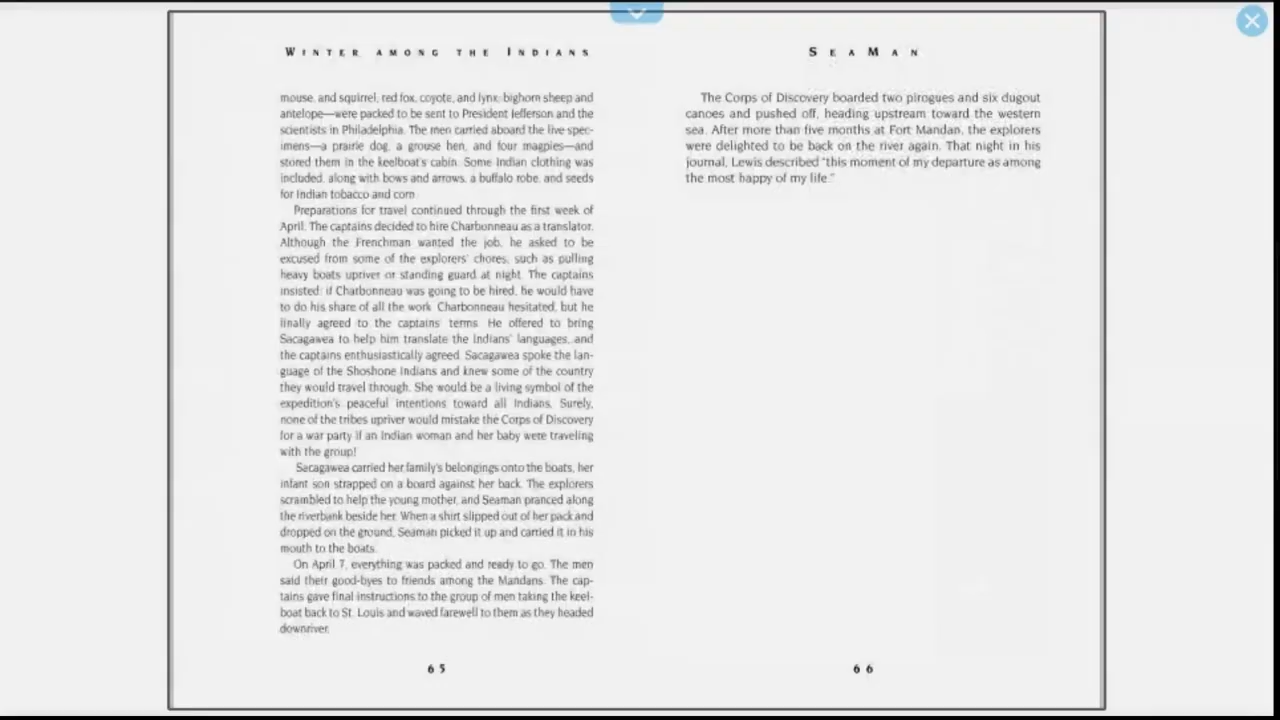 WINTER AMONG THE INDIANS
mouse, and squirrel, red fox, coyote, and lynx, bighorn sheep and
antelope—were packed to be sent to President Jefferson and the
scientists in Philadelphia. The men carried aboard the live spec-
imens—a prairie dog, a grouse hen, and four magpies—and
stored them in the keelboat's cabin. Some Indian clothing was
included, along with bows and arrows, a buffalo robe, and seeds
for Indian tobacco and corn.
Preparations for travel continued through the first week of
April. The captains decided to hire Charbonneau as a translator.
Although the Frenchman wanted the job, he asked to be
excused from some of the explorers' chores, such as pulling
heavy boats upriver or standing guard at night. The captains
insisted: if Charbonneau was going to be hired, he would have
to do his share of all the work. Charbonneau hesitated, but he
finally agreed to the captains' terms. He offered to bring
Sacagawea to help him translate the Indians' languages, and
the captains enthusiastically agreed. Sacagawea spoke the lan-
guage of the Shoshone Indians and knew some of the country
they would travel through. She would be a living symbol of the
expedition's peaceful intentions toward all Indians. Surely,
none of the tribes upriver would mistake the Corps of Discovery
for a war party if an Indian woman and her baby were traveling
with the group!
Sacagawea carried her family's belongings onto the boats, her
infant son strapped on a board against her back. The explorers
scrambled to help the young mother, and Seaman pranced along
the riverbank beside her. When a shirt slipped out of her pack and
dropped on the ground, Seaman picked it up and carried it in his
mouth to the boats.
On April 7, everything was packed and ready to go. The men
said their good-byes to friends among the Mandans. The cap-
tains gave final instructions to the group of men taking the keel-
boat back to St. Louis and waved farewell to them as they headed
downriver.
65
SEAMAN
The Corps of Discovery boarded two pirogues and six dugout
canoes and pushed off, heading upstream toward the western
sea. After more than five months at Fort Mandan, the explorers
were delighted to be back on the river again. That night in his
journal, Lewis described "this moment of my departure as among
the most happy of my life."
66